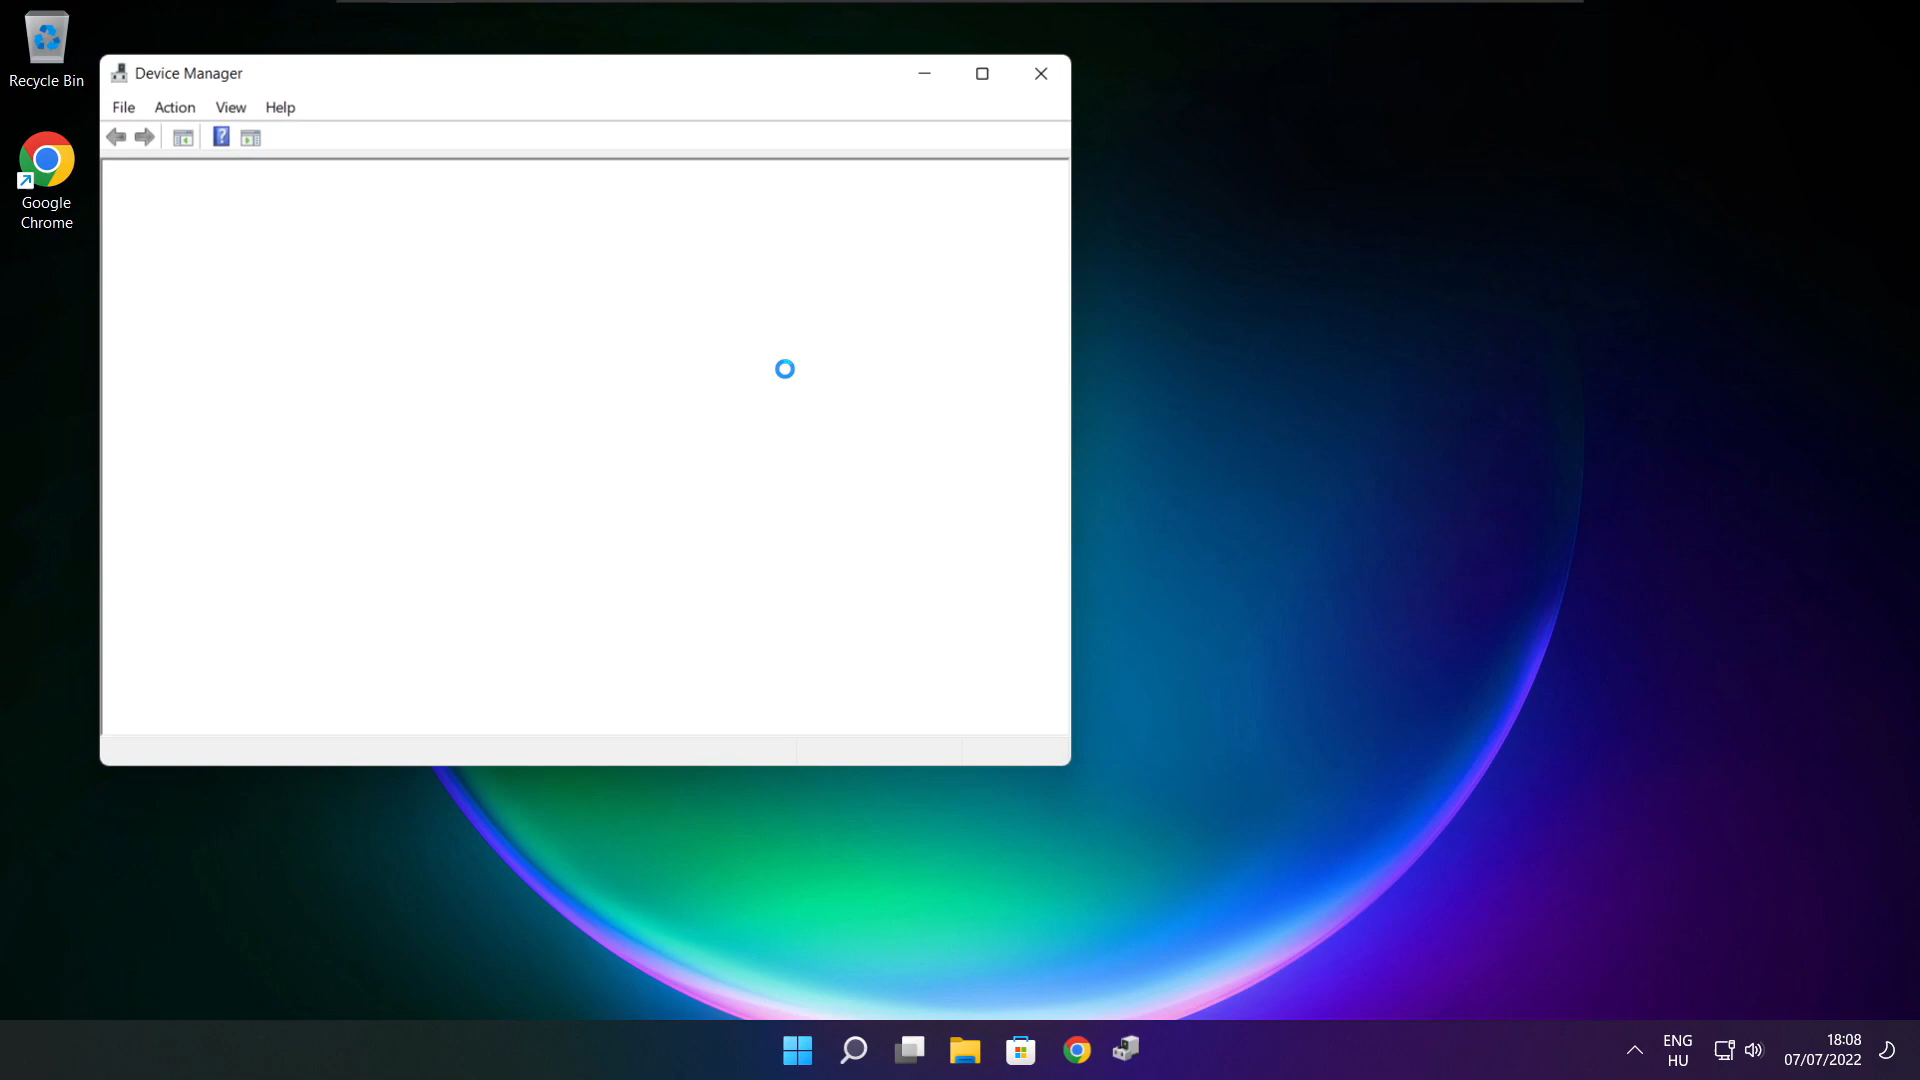 Recycle Bin
Google
Chrome
Device Manager
File Action View Help
?
ENG
HU
18:08
07/07/2022